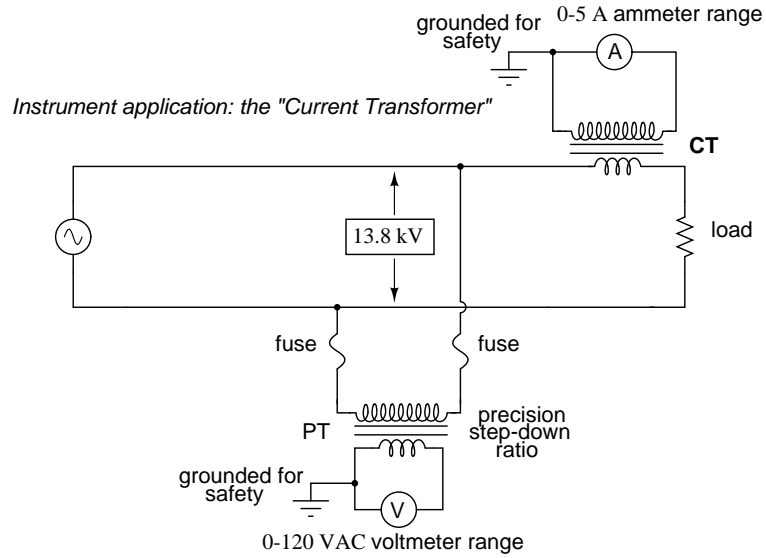 0-5 A ammeter range
grounded for
safety
A
Instrument application: the "Current Transformer"
CT
13.8 kV
load
fuse
fuse
PT
precision
step-down
ratio
grounded for
safety
V
0-120 VAC voltmeter range